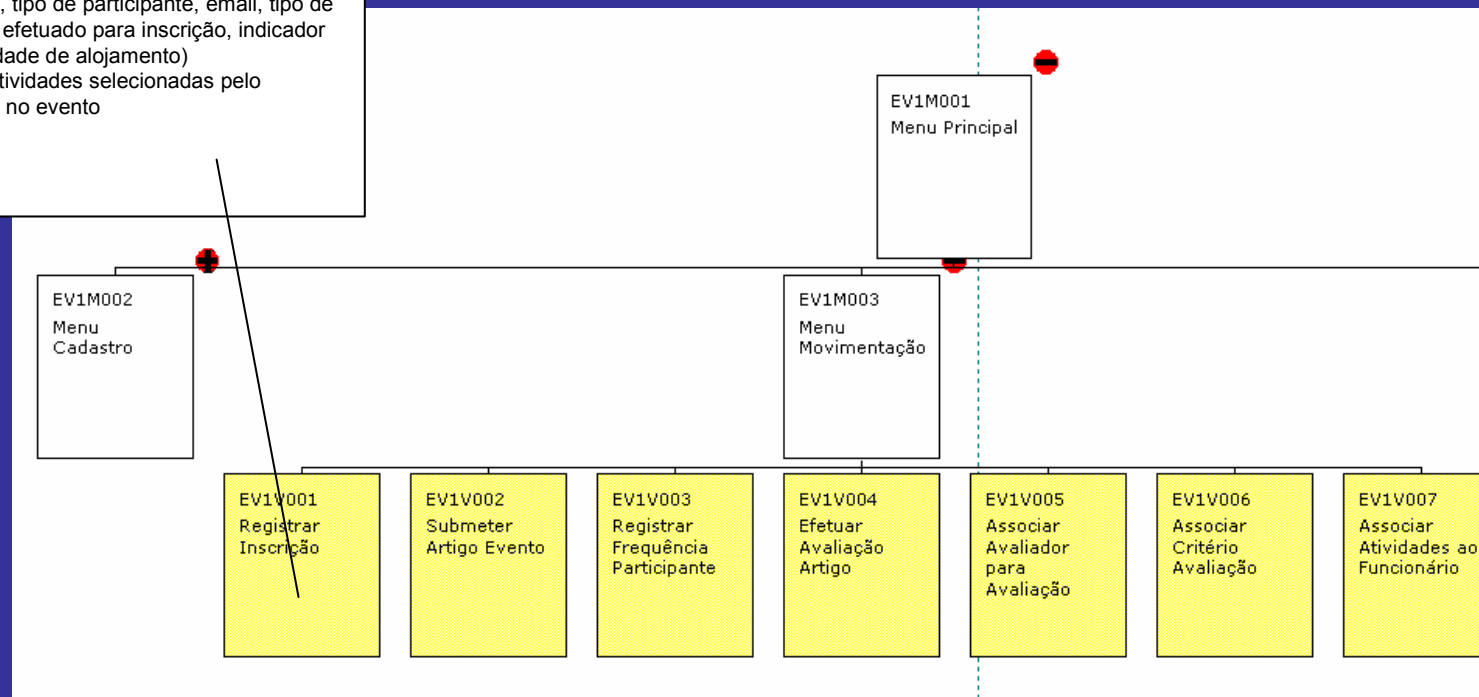 , tipo de participante, email, tipo de
efetuado para inscrição, indicador
dade de alojamento)
tividades selecionadas pelo
no evento
EV1M001
Menu Principal
EV1M002
Menu
Cadastro
EV1M003
Menu
Movimentação
EV1V001
Registrar
Inscrição
EV1V002
Submeter
Artigo Evento
EV1V003
Registrar
Frequência
Participante
EV1V004
Efetuar
Avaliação
Artigo
EV1V005
Associar
Avaliador
para
Avaliação
EV1V006
Associar
Critério
Avaliação
EV1V007
Associar
Atividades ao
Funcionário